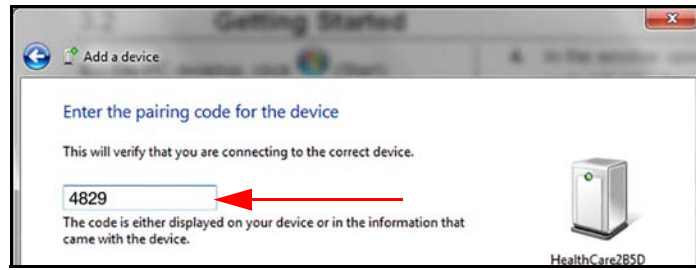 3.2 Getting Started
Add a device
Enter the pairing code for the device
This will verify that you are connecting to the correct device.
4829
The code is either displayed on your device or in the information that
came with the device.
HealthCare2B5D